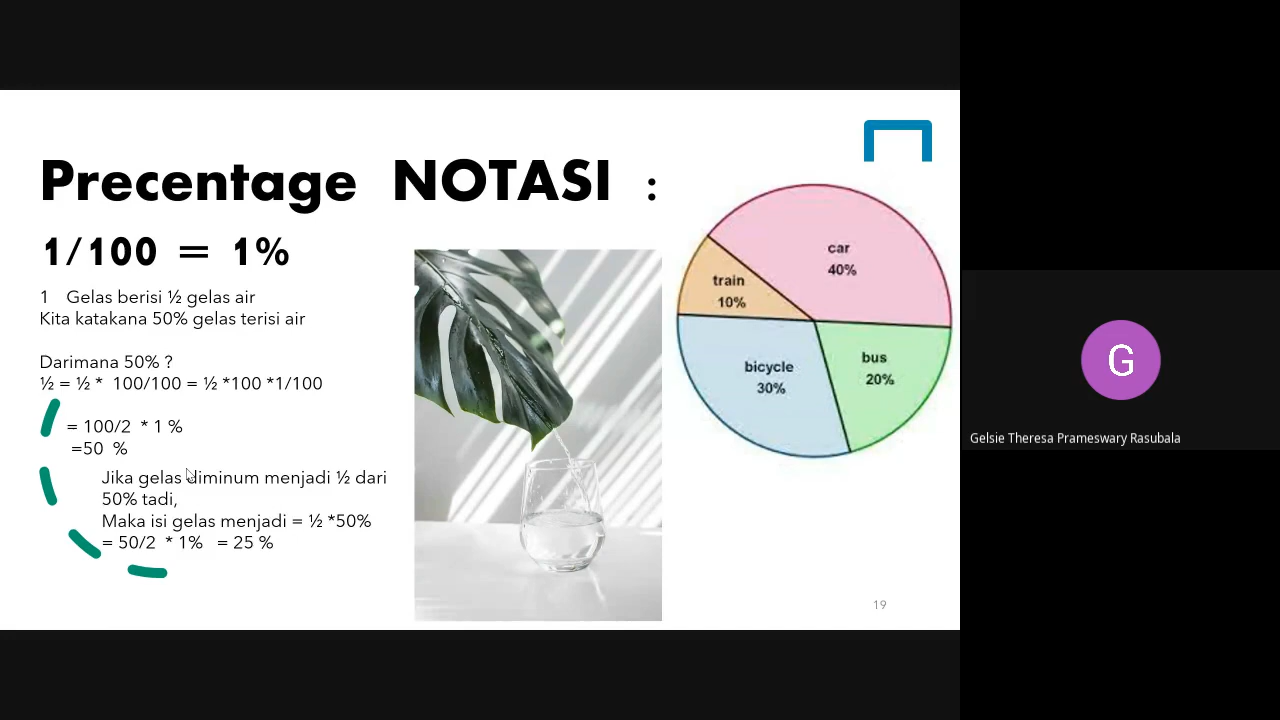 Precentage NOTASI :
1/100 = 1%
1 Gelas berisi ½ gelas air
Kita katakana 50% gelas terisi air
Darimana 50% ?
½ = ½ * 100/100 = ½ *100 *1/100
= 100/2 * 1 %
=50 %
Jika gelas diminum menjadi ½ dari
50% tadi,
Maka isi gelas menjadi = ½ *50%
= 50/2 * 1% = 25 %
car
40%
train
10%
bicycle
30%
bus
20%
19
G
Gelsie Theresa Prameswary Rasubala